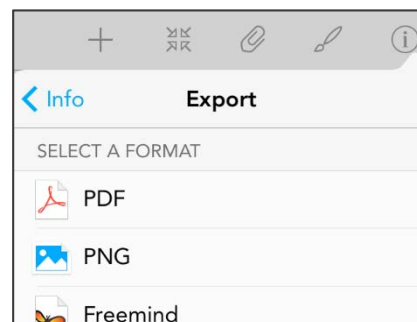 Info
Export
SELECT A FORMAT
PDF
PNG
Freemind